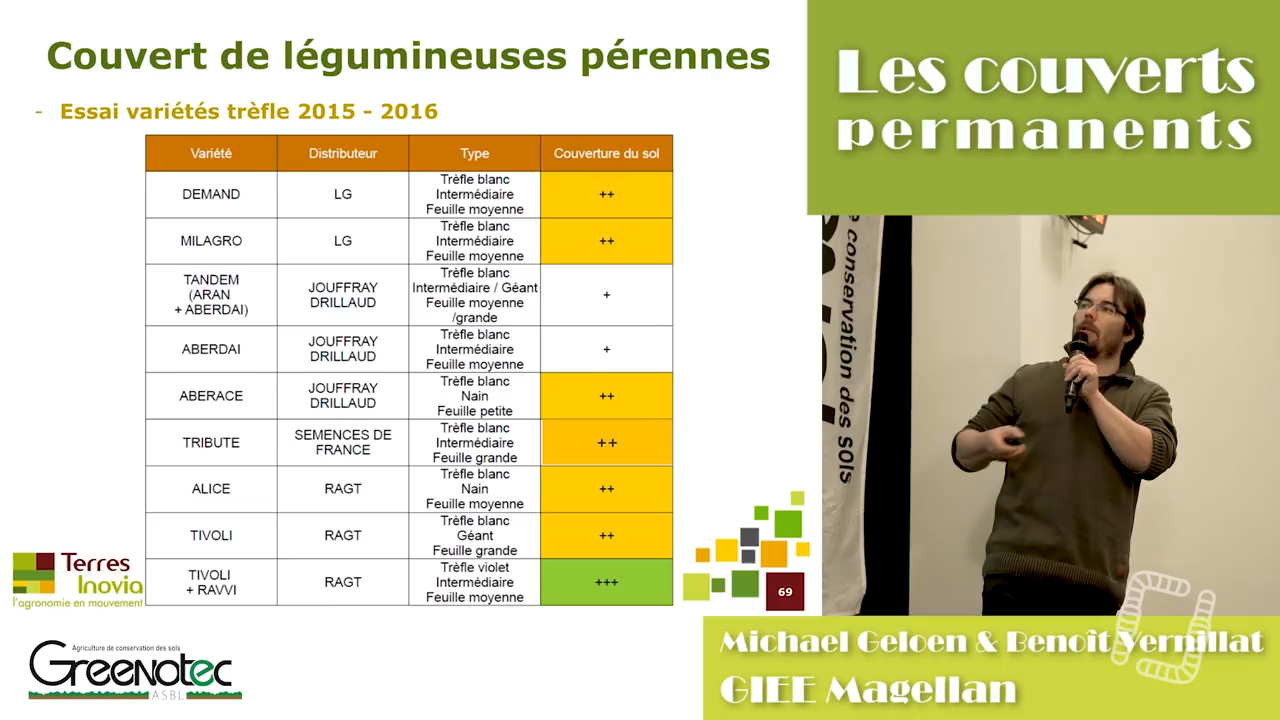 Couvert de légumineuses pérennes
- Essai variétés trèfle 2015 - 2016
Variété Distributeur Type Couverture du sol
DEMAND LG Trèfle blanc
Intermédiaire
Feuille moyenne ++
MILAGRO LG Trèfle blanc
Intermédiaire
Feuille moyenne ++
TANDEM
(ARAN
+ ABERDAI) JOUFFRAY
DRILLAUD Trèfle blanc
Intermédiaire / Géant
Feuille moyenne
/grande +
ABERDAI JOUFFRAY
DRILLAUD Trèfle blanc
Intermédiaire
Feuille moyenne +
ABERACE JOUFFRAY
DRILLAUD Trèfle blanc
Nain
Feuille petite ++
TRIBUTE SEMENCES DE
FRANCE Trèfle blanc
Intermédiaire
Feuille grande ++
ALICE RAGT Trèfle blanc
Nain
Feuille moyenne ++
TIVOLI RAGT Trèfle blanc
Géant
Feuille grande ++
TIVOLI
+ RAVVI RAGT Trèfle violet
Intermédiaire
Feuille moyenne +++
Terres
Inovia
l'agronomie en mouvement
69
Agriculture de conservation des sols
Greenotec
ASBL
Les couverts
permanents
conservation des sols
Michael Geloen & Benoît Vernillat
GIEE Magellan